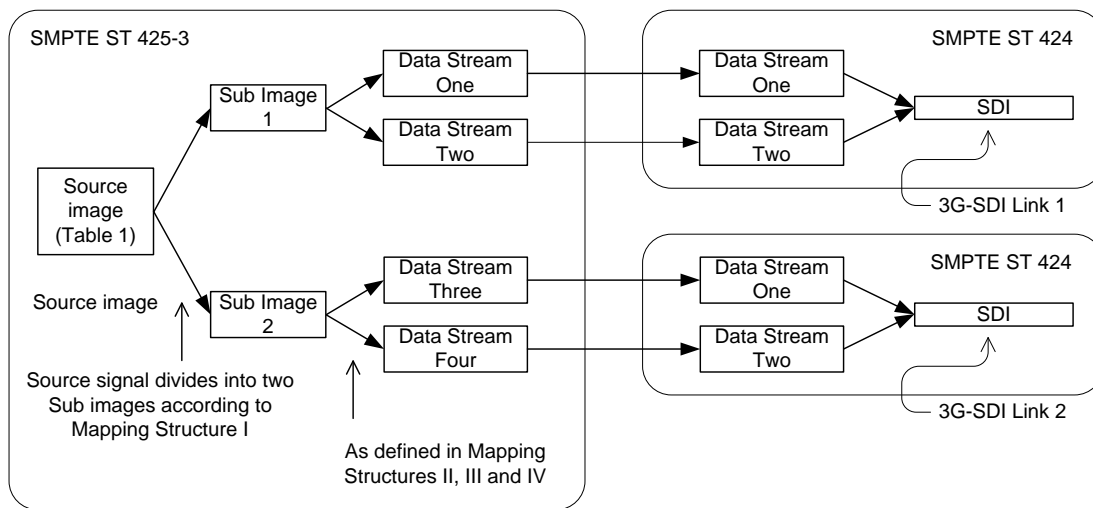 SMPTE ST 425-3
SMPTE ST 424
Data Stream
One
Data Stream
One
Sub Image
1
SDI
Data Stream
Two
Data Stream
Two
Source
image
(Table 1)
3G-SDI Link 1
SMPTE ST 424
Data Stream
Three
Data Stream
One
Source image
Sub Image
2
SDI
Data Stream
Four
Data Stream
Two
Source signal divides into two
Sub images according to
Mapping Structure I
3G-SDI Link 2
As defined in Mapping
Structures II, III and IV